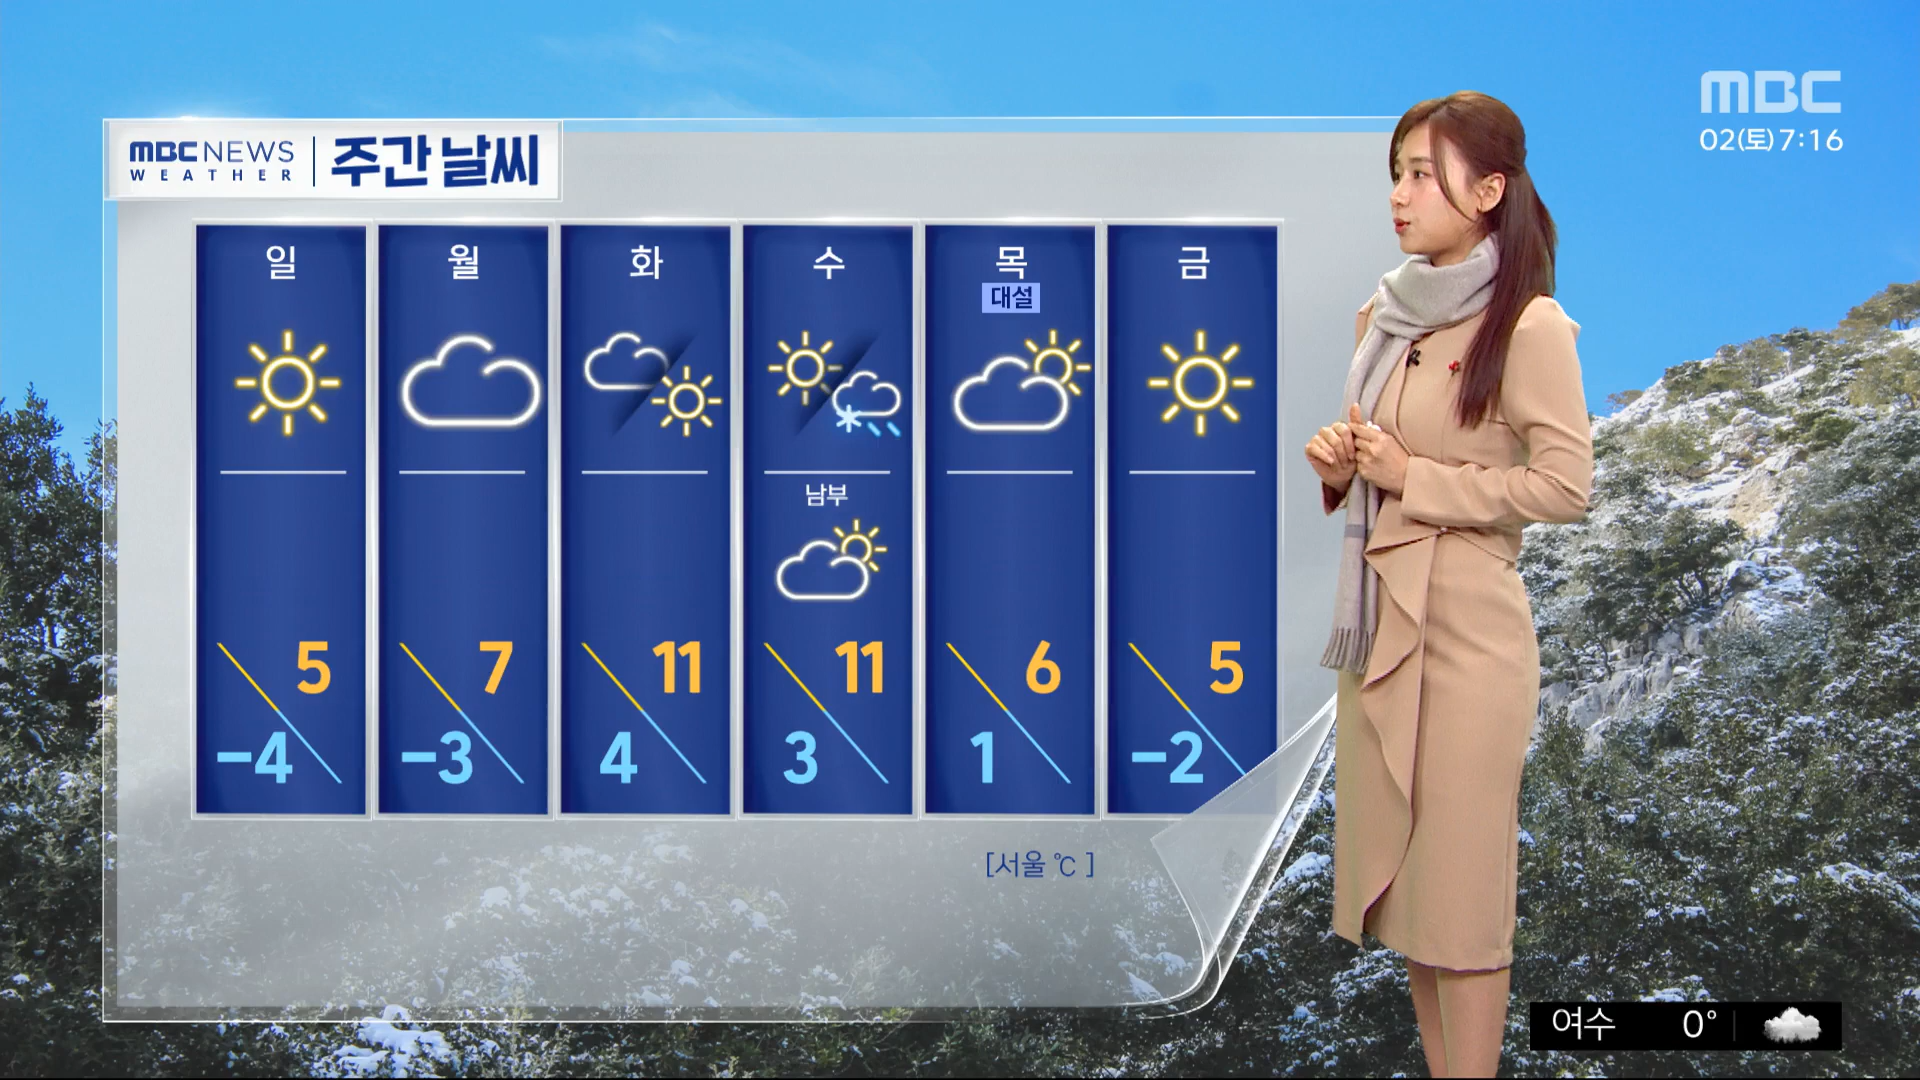 MBC
02(토) 7:16
MBC NEWS
WEATHER
주간 날씨
일
월
화
수
목
금
대설
남부
5
7
11
11
6
5
-4
-3
4
3
1
-2
[서울 ℃ ]
여수 0°